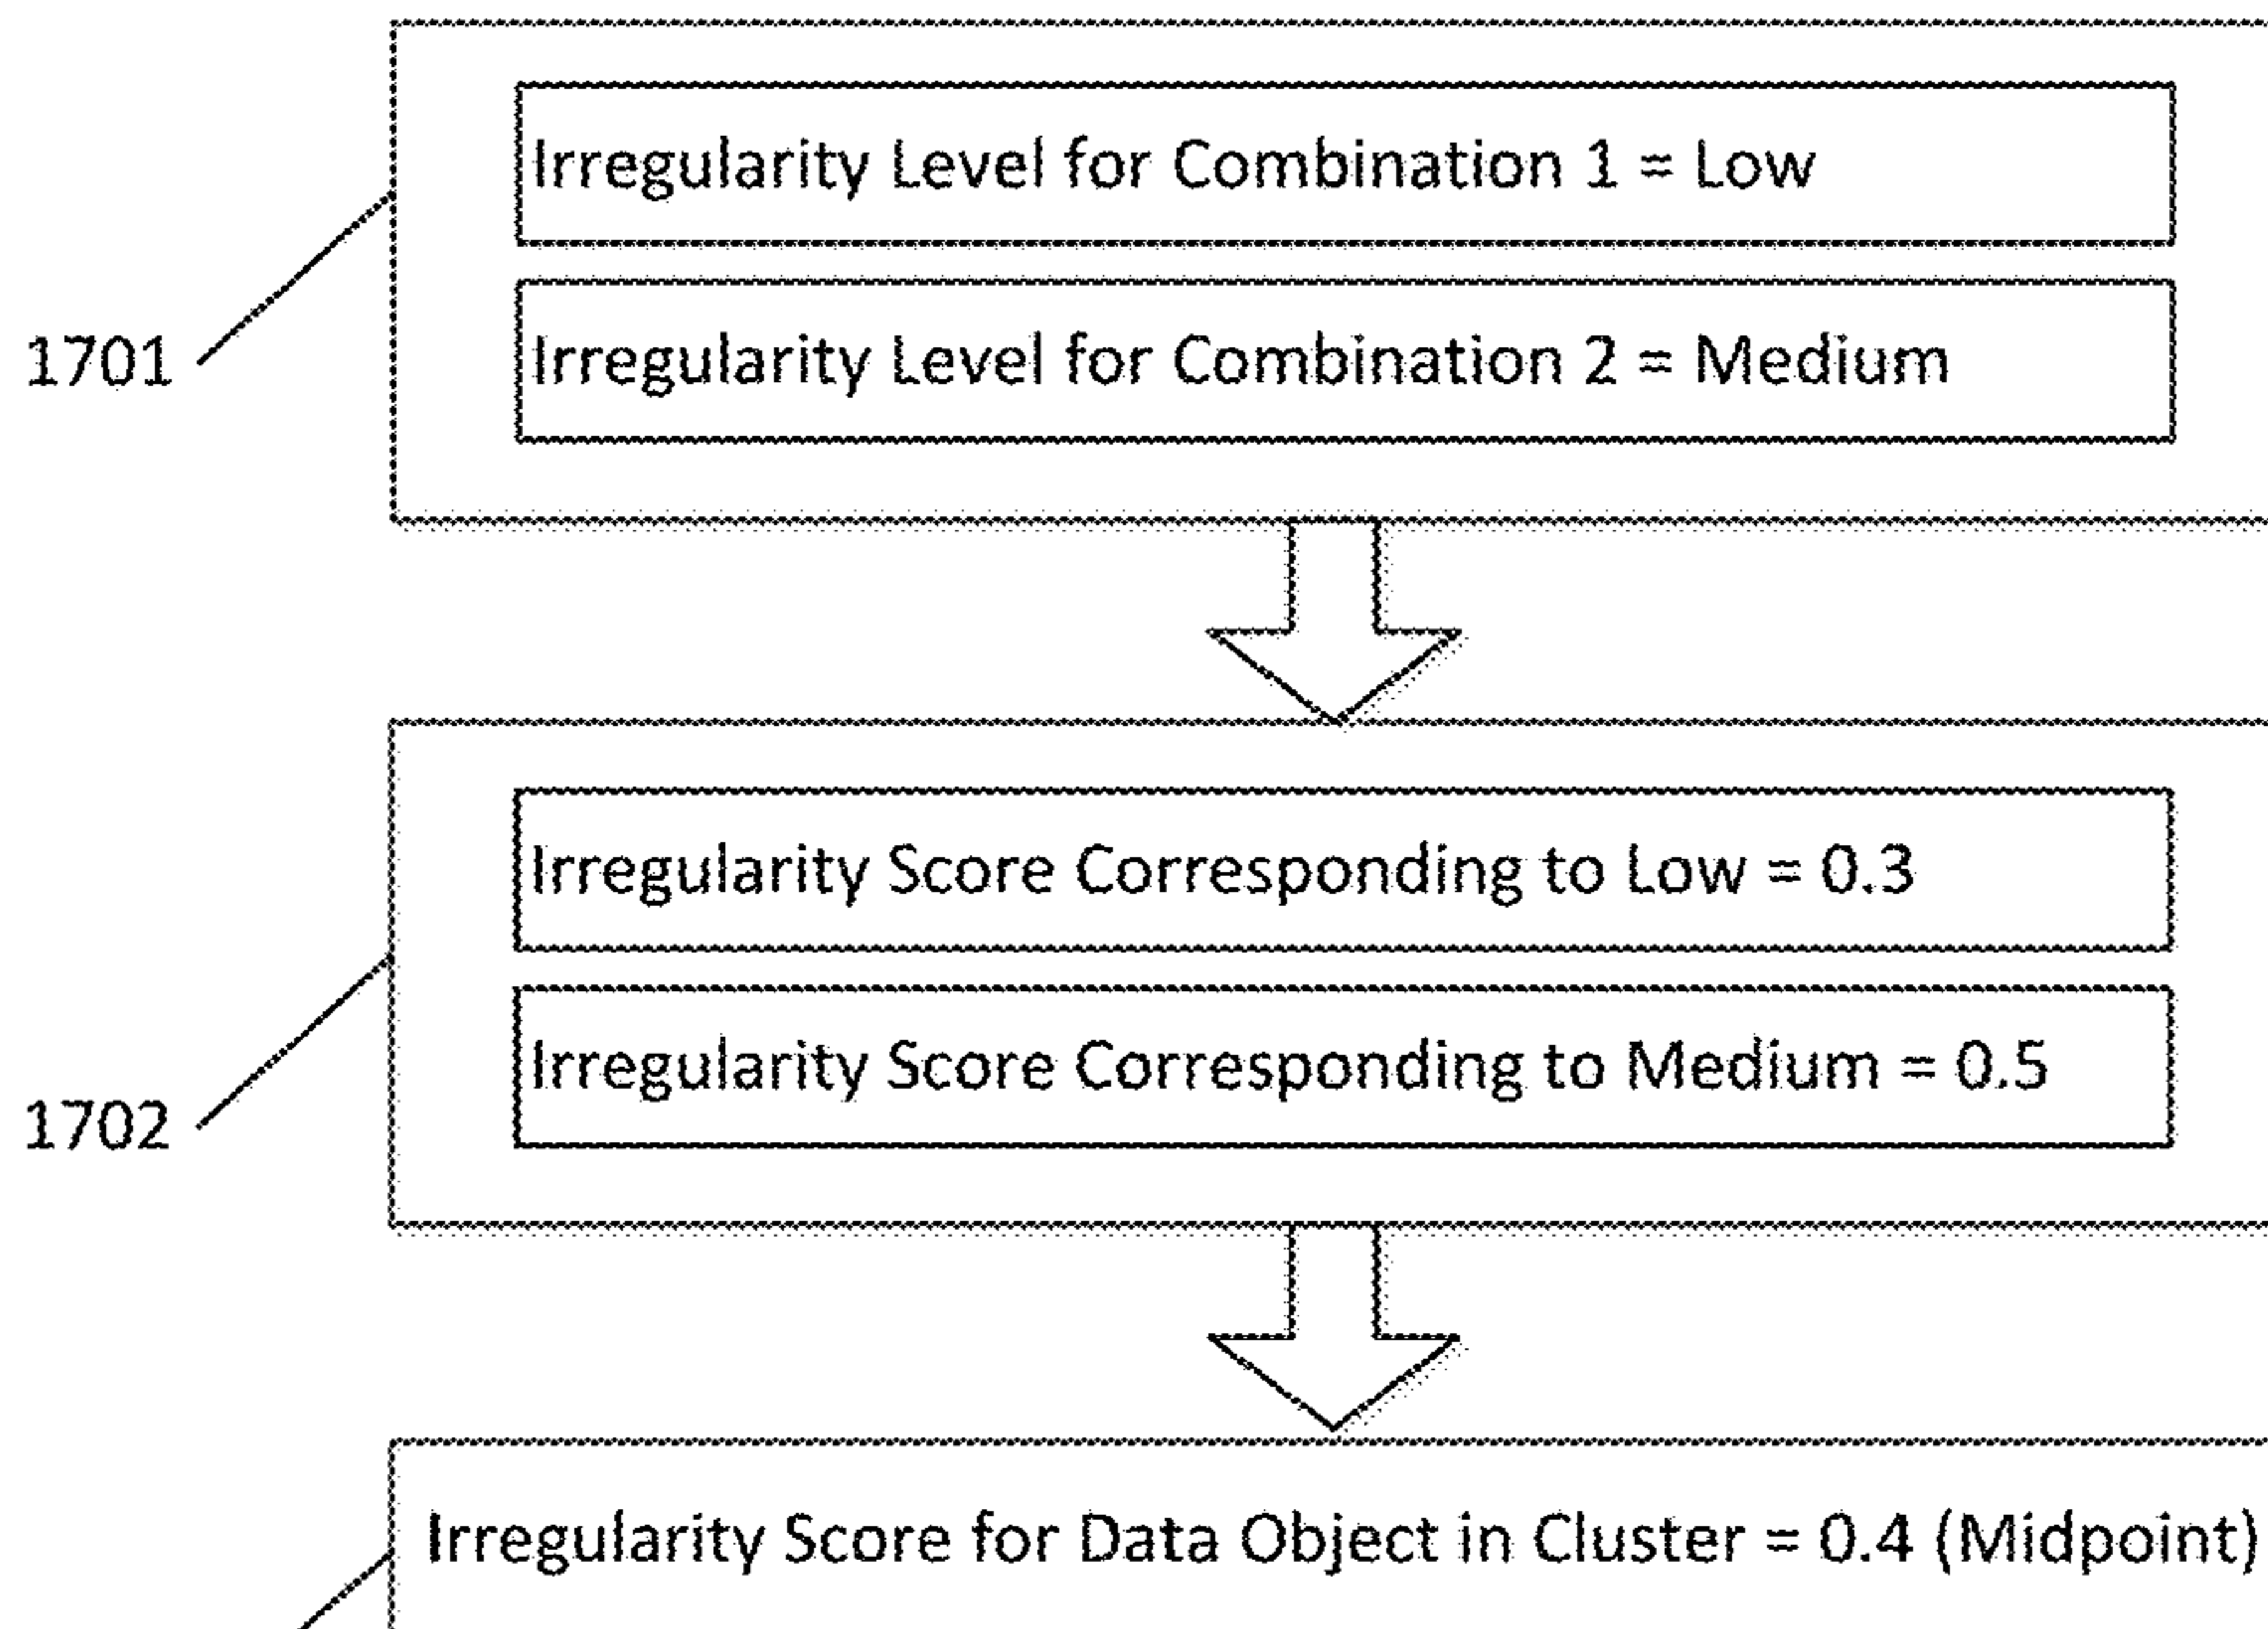 Irregularity Level for Combination 1 = Low
1701
Irregularity Level for Combination 2 = Medium
Irregularity Score Corresponding to Low = 0.3
Irregularity Score Corresponding to Medium = 0.5
1702
Irregularity Score for Data Object in Cluster = 0.4 (Midpoint)